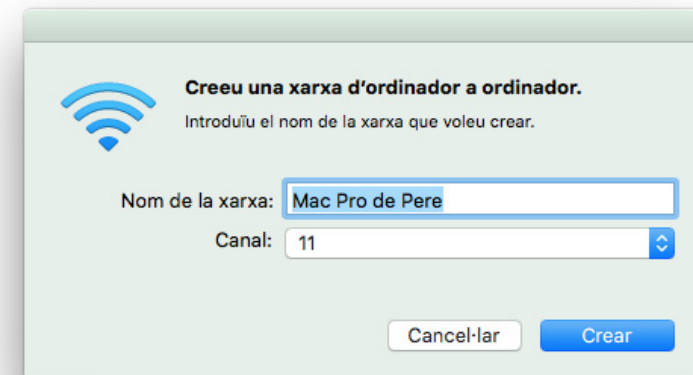 Creeu una xarxa d’ordinador a ordinador.
Introduïu el nom de la xarxa que voleu crear.
Nom de la xarxa: Mac Pro de Pere
Canal: 11
Cancel·lar Crear